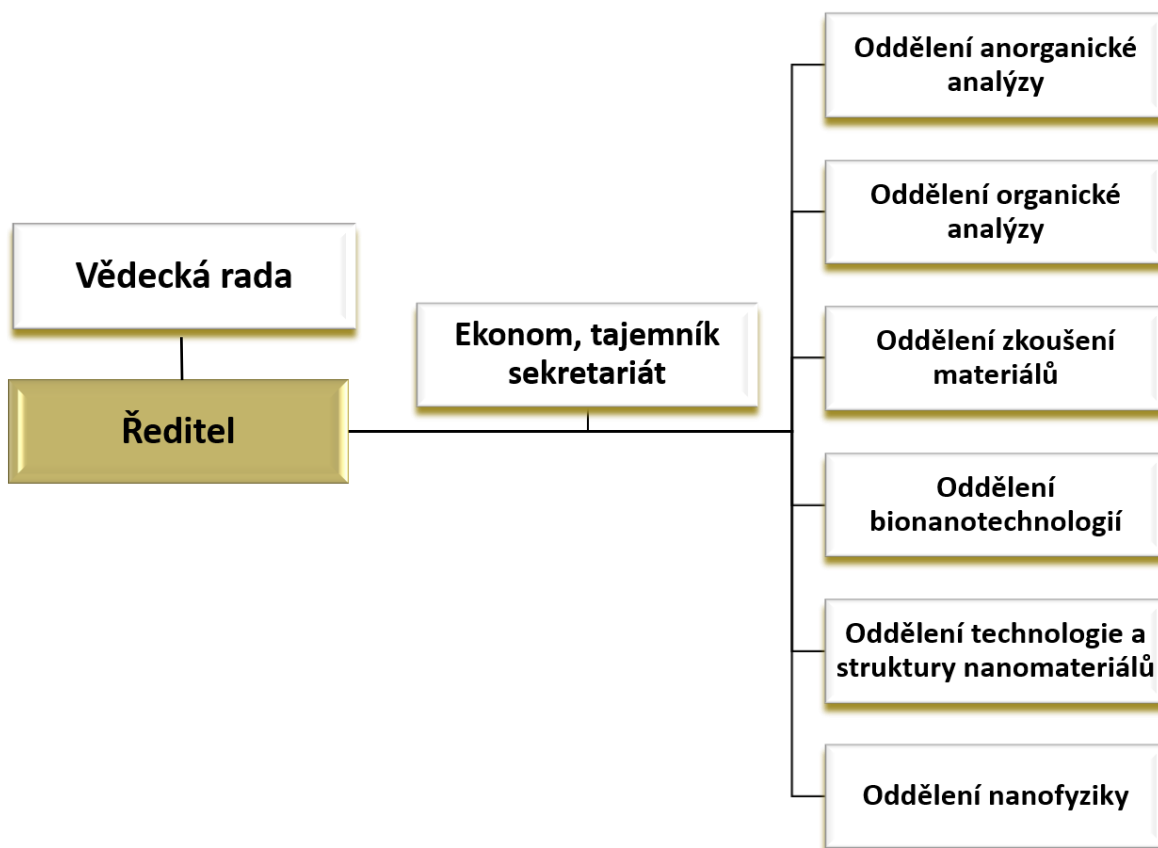 Vědecká rada
Ředitel
Ekonom, tajemník
sekretariát
Oddělení anorganické
analýzy
Oddělení organické
analýzy
Oddělení zkoušení
materiálů
Oddělení
bionanotechnologií
Oddělení technologie a
struktury nanomateriálů
Oddělení nanofyziky